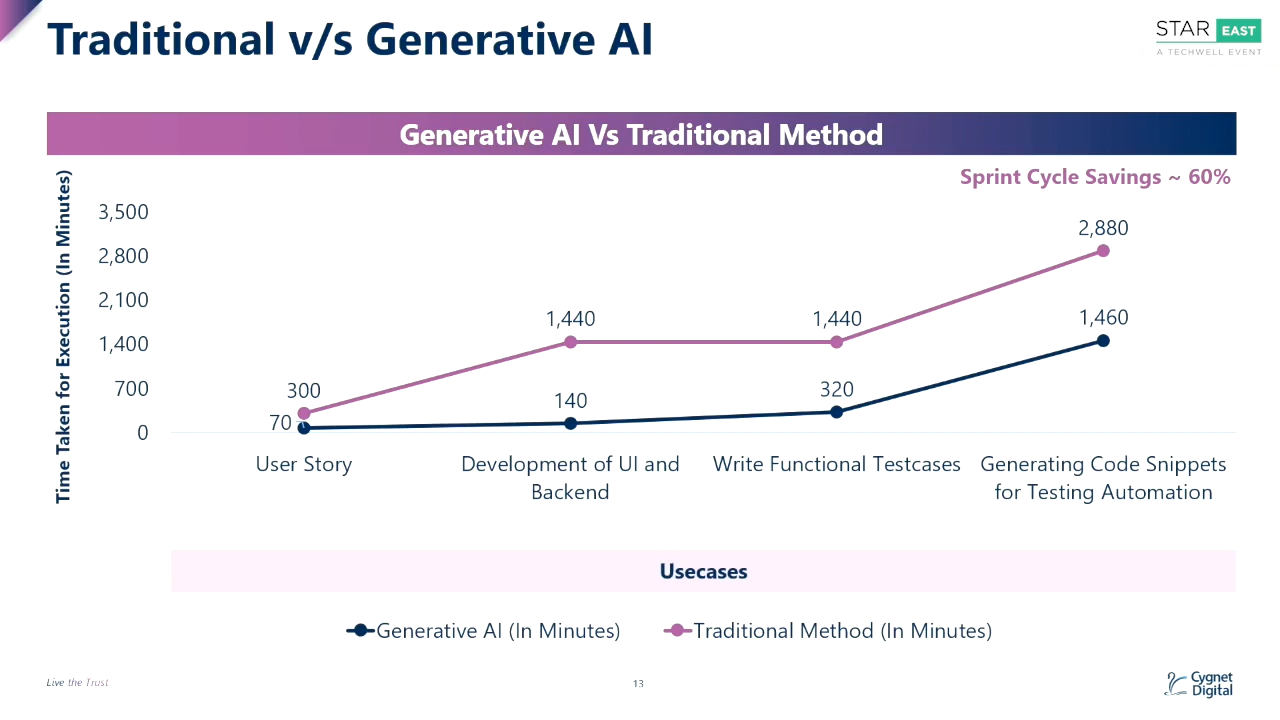 Traditional v/s Generative AI
STAR EAST
A TECHWELL EVENT
Generative AI Vs Traditional Method
Sprint Cycle Savings ~ 60%
Time Taken for Execution (In Minutes)
3,500
2,800
2,100
1,400
700
0
300
70
1,440
140
1,440
320
2,880
1,460
User Story
Development of UI and
Backend
Write Functional Testcases
Generating Code Snippets
for Testing Automation
Usecases
Generative AI (In Minutes)
Traditional Method (In Minutes)
Live the Trust
13
Cygnet
Digital